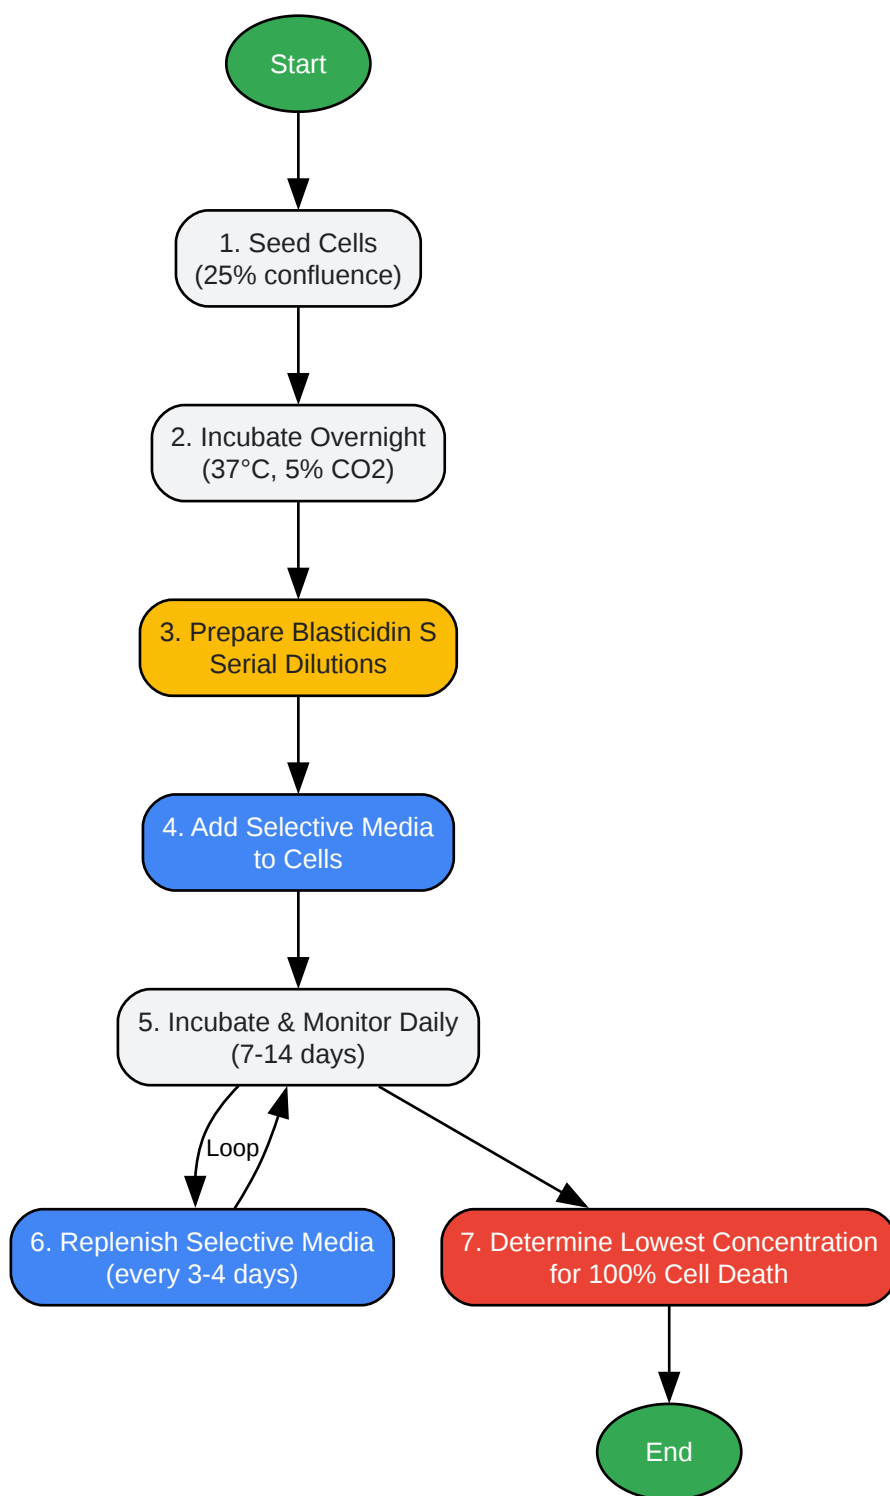 Start
1. Seed Cells
(25% confluence)
2. Incubate Overnight
(37°C, 5% CO2)
3. Prepare Blasticidin S
Serial Dilutions
4. Add Selective Media
to Cells
5. Incubate & Monitor Daily
(7-14 days)
Loop
6. Replenish Selective Media
(every 3-4 days)
7. Determine Lowest Concentration
for 100% Cell Death
End